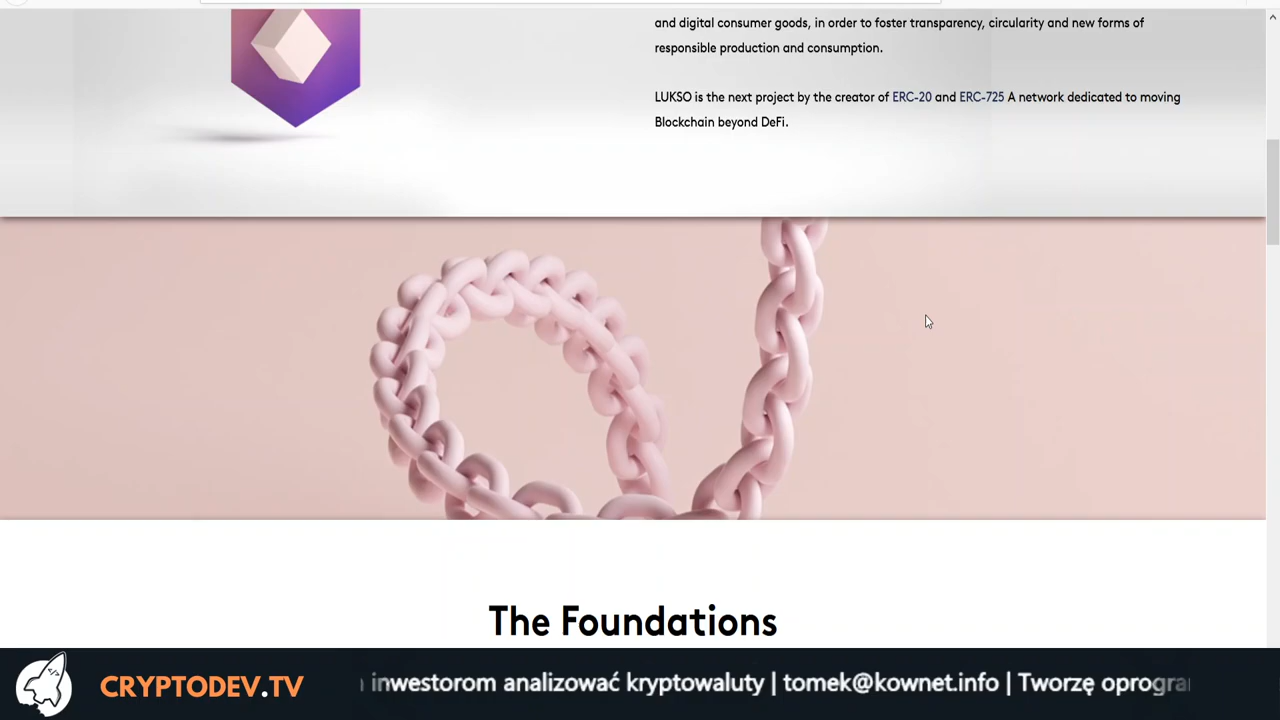 and digital consumer goods, in order to foster transparency, circularity and new forms of
responsible production and consumption.
LUKSO is the next project by the creator of ERC-20 and ERC-725 A network dedicated to moving
Blockchain beyond DeFi.
The Foundations
CRYPTODEV.TV
inwestorom analizować kryptowaluty | tomek@kownet.info | Tworzę